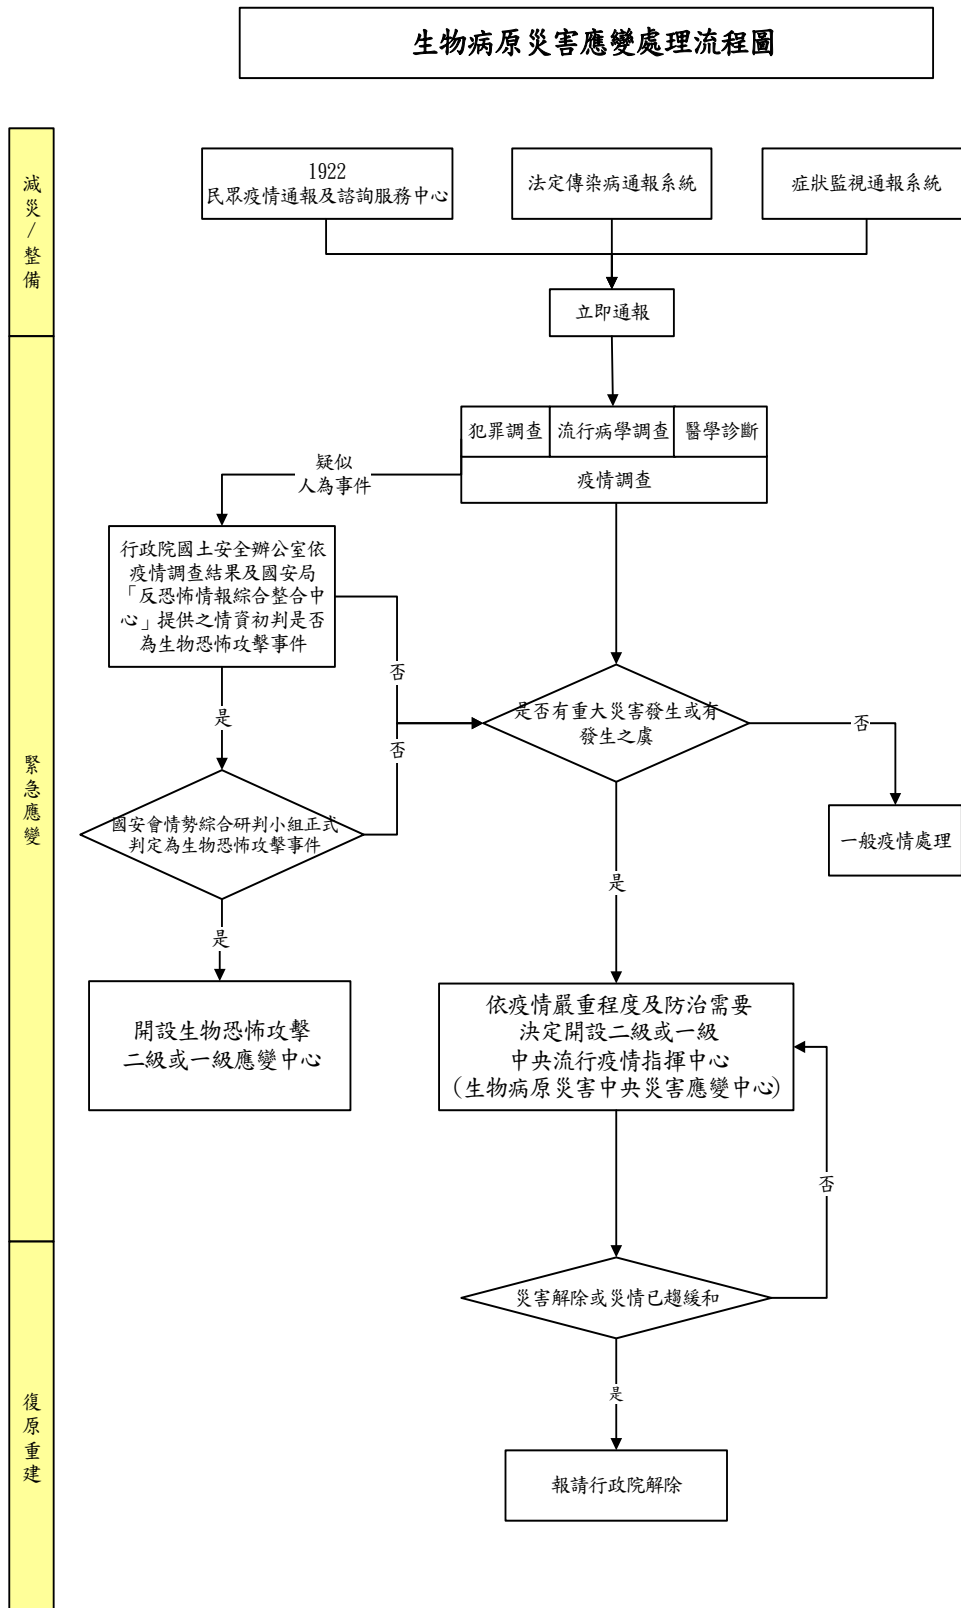 生物病原災害應變處理流程圖
減災/整備
1922
民眾疫情通報及諮詢服務中心
法定傳染病通報系統
症狀監視通報系統
立即通報
緊急應變
犯罪調查
流行病學調查
醫學診斷
疫情調查
疑似
人為事件
行政院國土安全辦公室依
疫情調查結果及國安局
「反恐怖情報綜合整合中
心」提供之情資初判是否
為生物恐怖攻擊事件
否
是
否
是否有重大災害發生或有
發生之虞
否
一般疫情處理
國安會情勢綜合研判小組正式
判定為生物恐怖攻擊事件
是
是
開設生物恐怖攻擊
二級或一級應變中心
依疫情嚴重程度及防治需要
決定開設二級或一級
中央流行疫情指揮中心
(生物病原災害中央災害應變中心)
否
復原重建
災害解除或災情已趨緩和
是
報請行政院解除